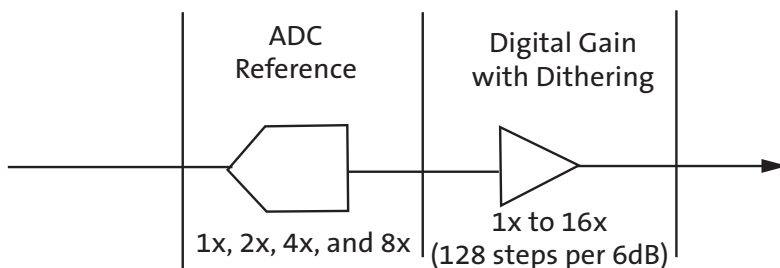 ADC
Reference
1x, 2x, 4x, and 8x
Digital Gain
with Dithering
1x to 16x
(128 steps per 6dB)